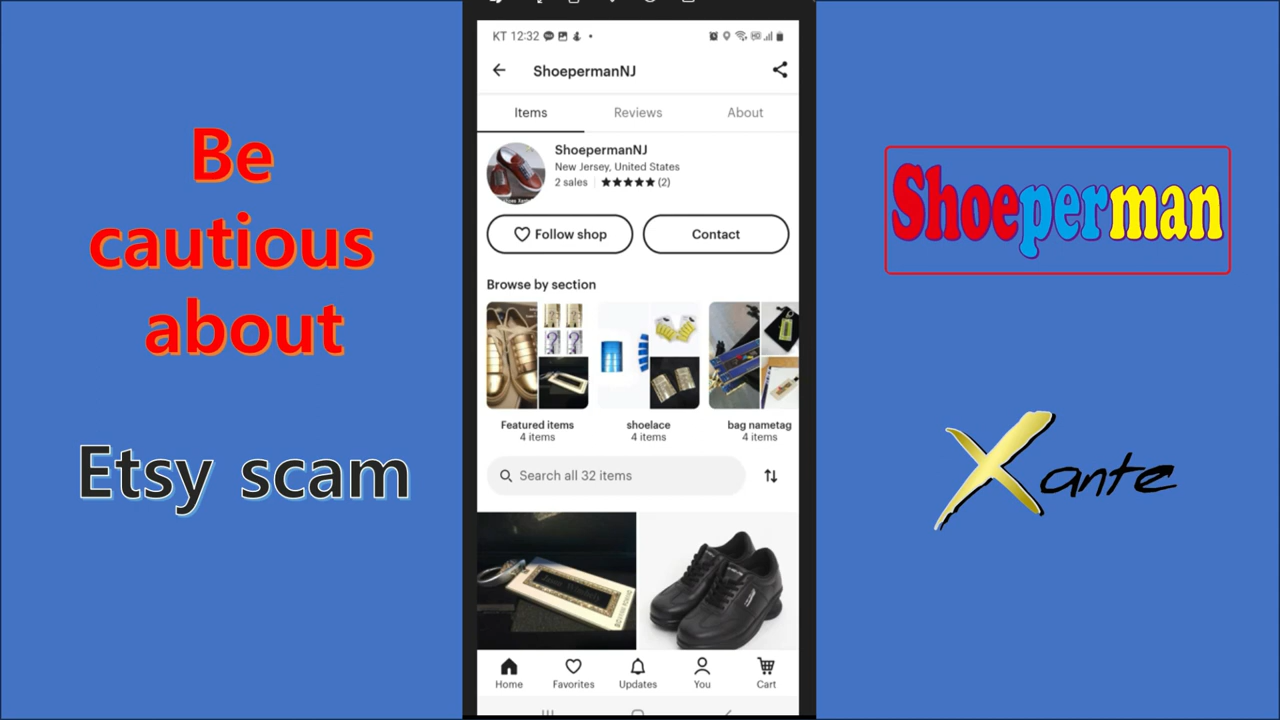 Be
cautious
about
Etsy scam
KT 12:32
ShoepermanNJ
Items
Reviews
About
ShoepermanNJ
New Jersey, United States
2 sales
(2)
Follow shop
Contact
Browse by section
Featured items
4 items
shoelace
4 items
bag nametag
4 items
Search all 32 items
Home
Favorites
Updates
You
Cart
Shoeperman
Xante